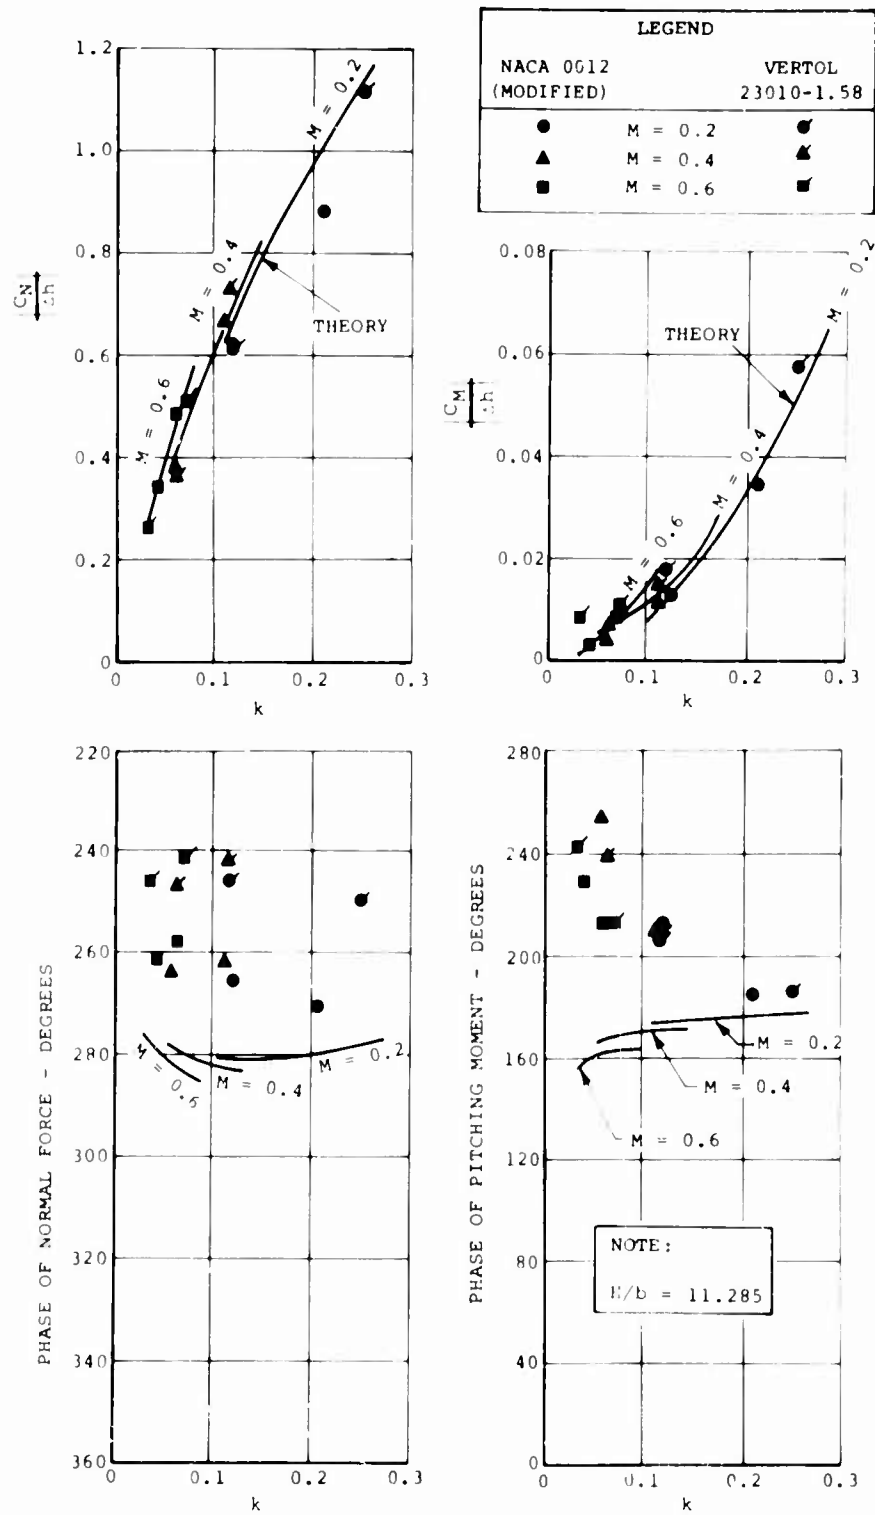 LEGEND
NACA 0012 VERTOL
(MODIFIED) 23010-1.58
M = 0.2
M = 0.4
M = 0.6
1.2
1.0
0.8
0.6
0.4
0.2
0
0 0.1 0.2 0.3
k
|CN/Δh|
M = 0.2
M = 0.4
M = 0.6
THEORY
0.08
0.06
0.04
0.02
0
0 0.1 0.2 0.3
k
|CM/Δh|
M = 0.2
M = 0.4
M = 0.6
THEORY
220
240
260
280
300
320
340
360
0 0.1 0.2 0.3
k
PHASE OF NORMAL FORCE - DEGREES
M = 0.6
M = 0.4
M = 0.2
280
240
200
160
120
80
40
0
0 0.1 0.2 0.3
k
PHASE OF PITCHING MOMENT - DEGREES
M = 0.2
M = 0.4
M = 0.6
NOTE:
H/b = 11.285